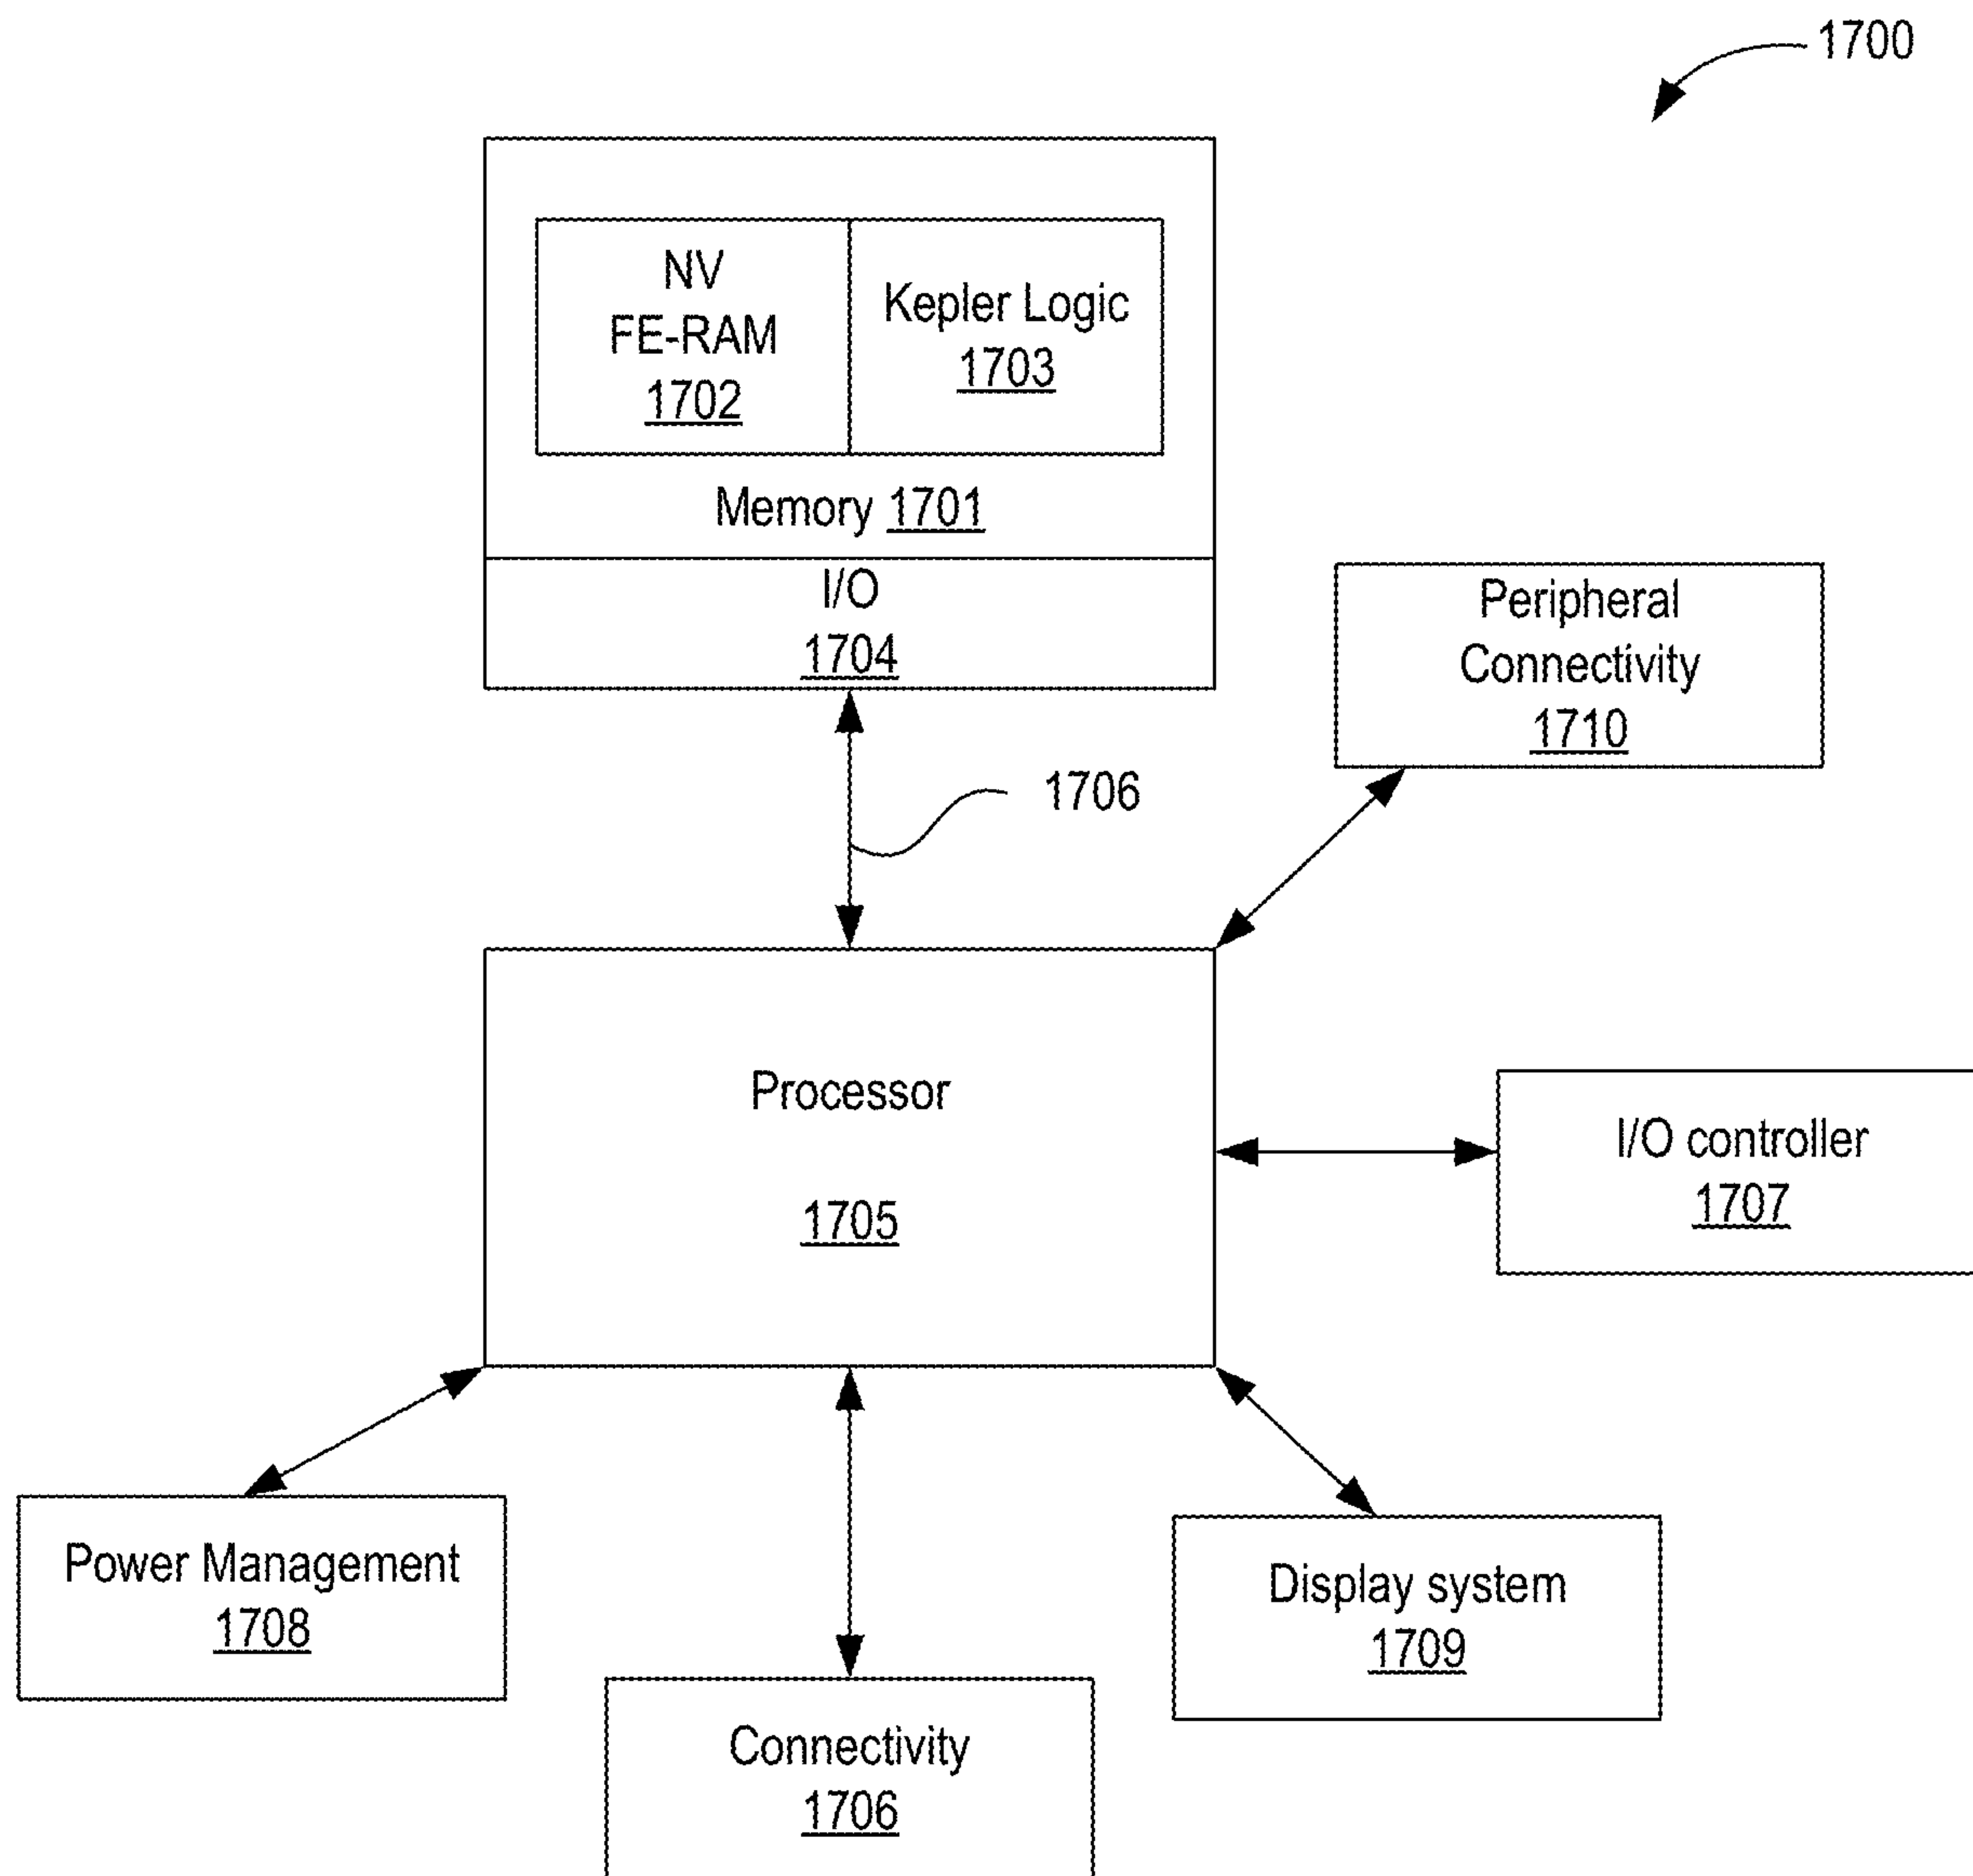 1700
NV
FE-RAM
1702
Kepler Logic
1703
Memory 1701
I/O
1704
Peripheral
Connectivity
1710
1706
Processor
1705
I/O controller
1707
Power Management
1708
Display system
1709
Connectivity
1706